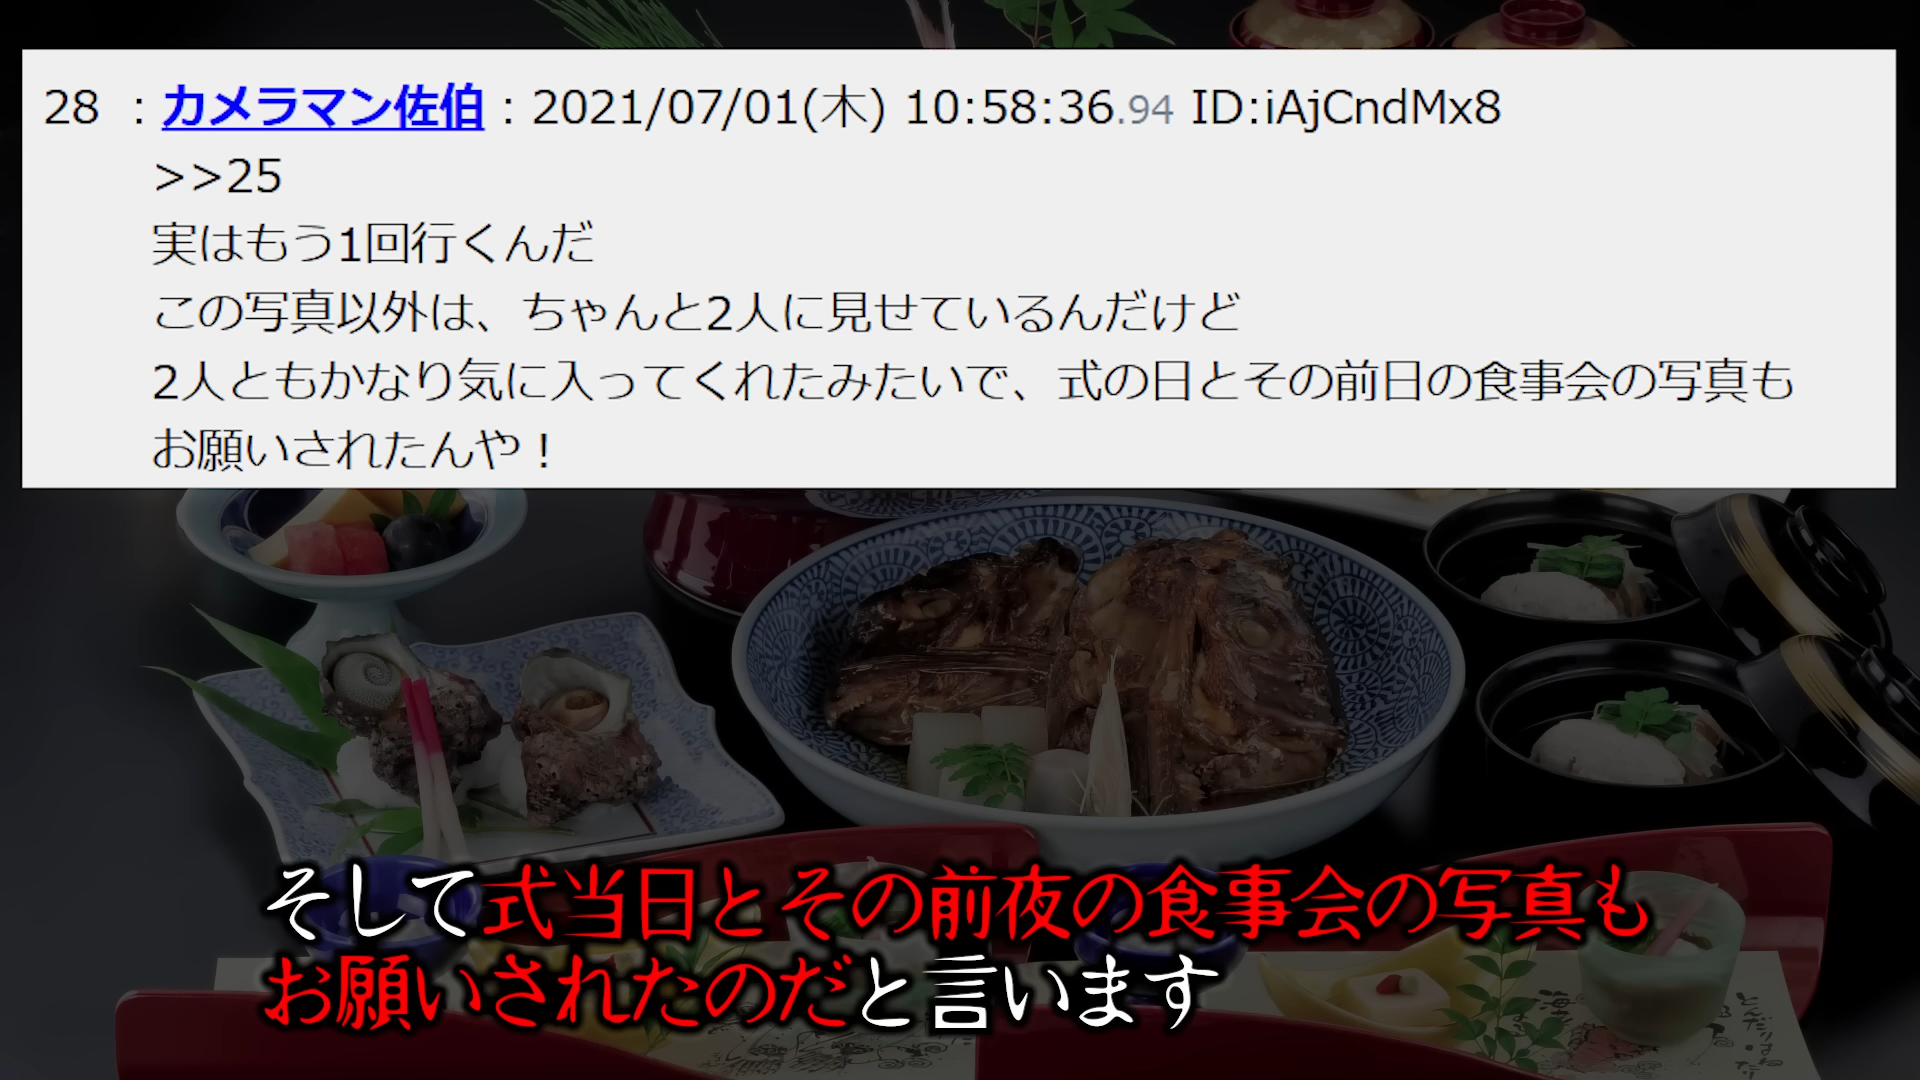 28 ：カメラマン佐伯：2021/07/01(木) 10:58:36.94 ID:iAjCndMx8
>>25
実はもう1回行くんだ
この写真以外は、ちゃんと2人に見せているんだけど
2人ともかなり気に入ってくれたみたいで、式の日とその前日の食事会の写真も
お願いされたんや！
そして式当日とその前夜の食事会の写真も
お願いされたのだと言います